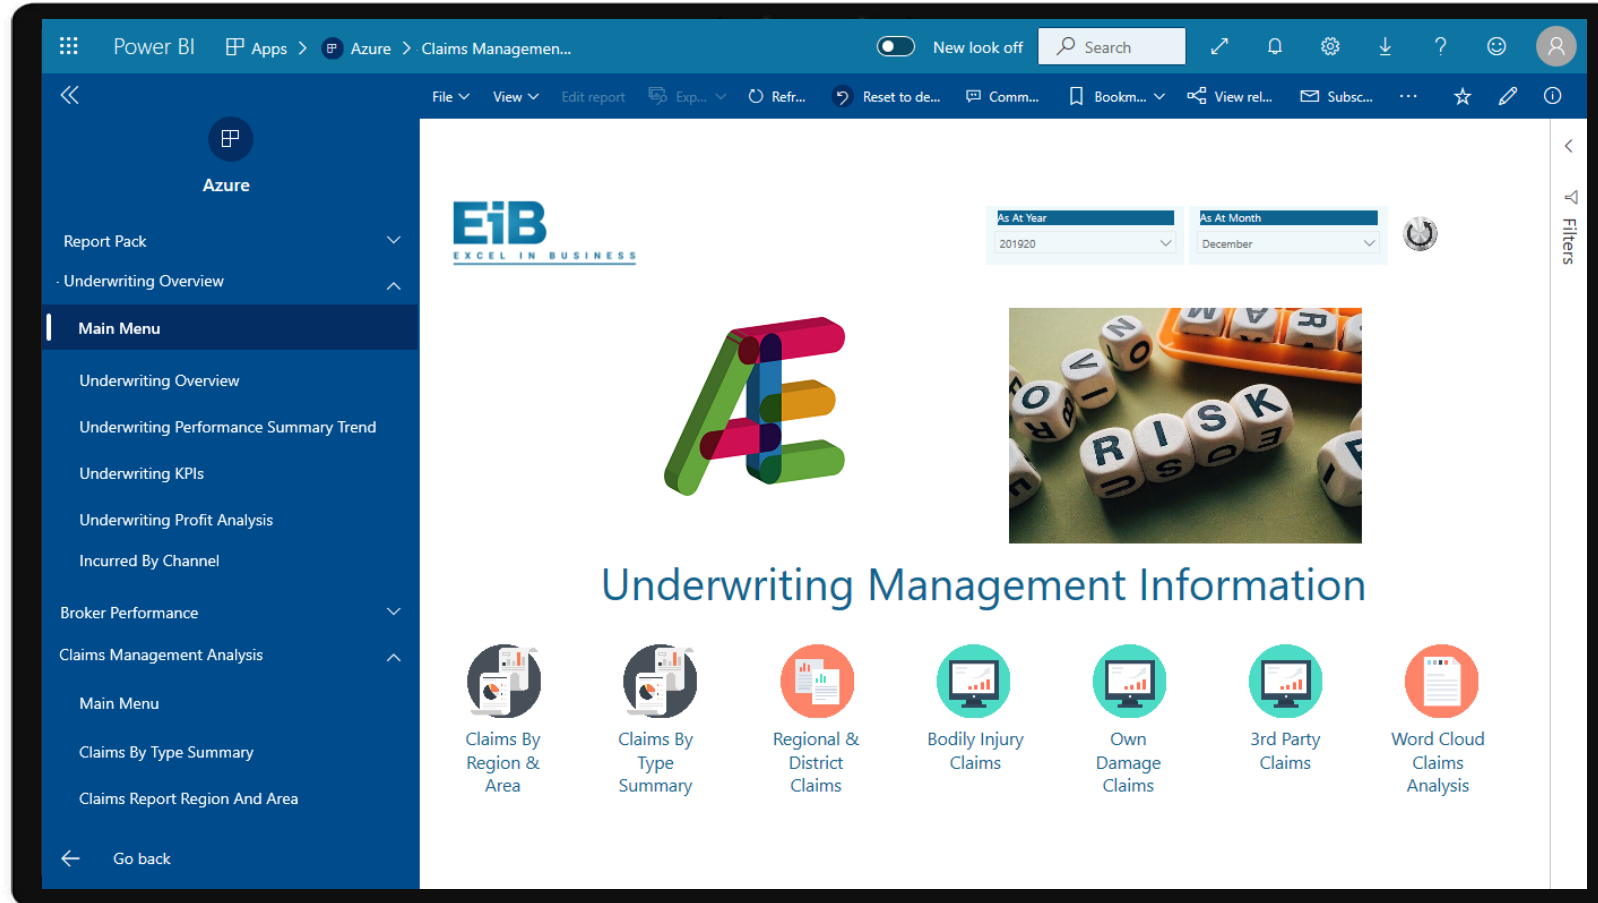 Power BI Apps > Azure > Claims Managemen... New look off Search
File View Edit report Exp... Refr... Reset to de... Comm... Bookm... View rel... Subsc... ...
Azure
Report Pack
· Underwriting Overview
Main Menu
Underwriting Overview
Underwriting Performance Summary Trend
Underwriting KPIs
Underwriting Profit Analysis
Incurred By Channel
Broker Performance
Claims Management Analysis
Main Menu
Claims By Type Summary
Claims Report Region And Area
Go back
EiB
EXCEL IN BUSINESS
As At Year
201920
As At Month
December
Filters
Æ
RISK
Underwriting Management Information
Claims By
Region &
Area
Claims By
Type
Summary
Regional &
District
Claims
Bodily Injury
Claims
Own
Damage
Claims
3rd Party
Claims
Word Cloud
Claims
Analysis